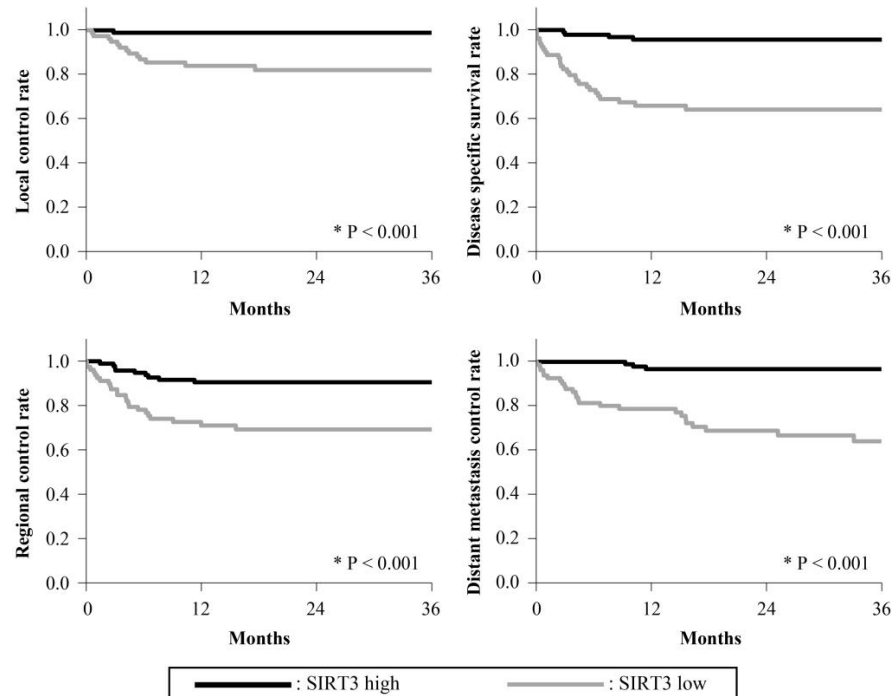 Local control rate
1.0
0.8
0.6
0.4
0.2
0.0
* P < 0.001
0 12 24 36
Months
Disease specific survival rate
1.0
0.8
0.6
0.4
0.2
0.0
* P < 0.001
0 12 24 36
Months
Regional control rate
1.0
0.8
0.6
0.4
0.2
0.0
* P < 0.001
0 12 24 36
Months
Distant metastasis control rate
1.0
0.8
0.6
0.4
0.2
0.0
* P < 0.001
0 12 24 36
Months
: SIRT3 high : SIRT3 low